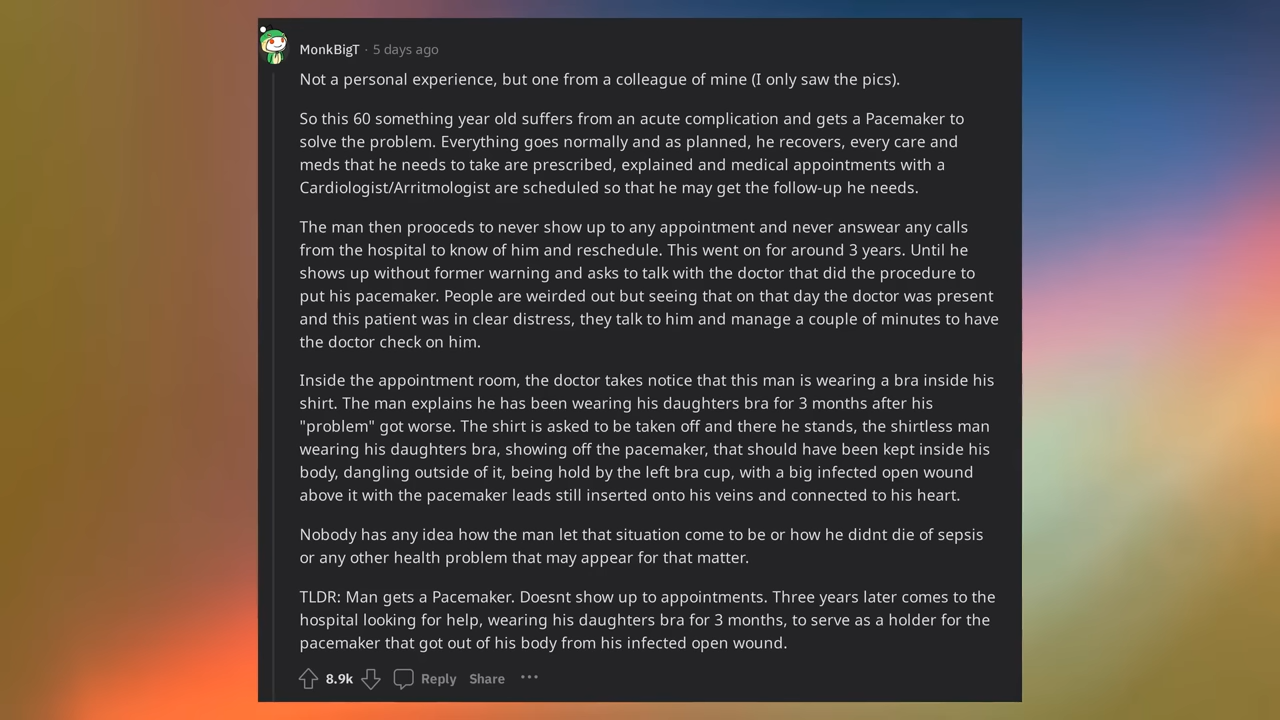 MonkBigT · 5 days ago
Not a personal experience, but one from a colleague of mine (I only saw the pics).
So this 60 something year old suffers from an acute complication and gets a Pacemaker to
solve the problem. Everything goes normally and as planned, he recovers, every care and
meds that he needs to take are prescribed, explained and medical appointments with a
Cardiologist/Arritmologist are scheduled so that he may get the follow-up he needs.
The man then prooceds to never show up to any appointment and never answear any calls
from the hospital to know of him and reschedule. This went on for around 3 years. Until he
shows up without former warning and asks to talk with the doctor that did the procedure to
put his pacemaker. People are weirded out but seeing that on that day the doctor was present
and this patient was in clear distress, they talk to him and manage a couple of minutes to have
the doctor check on him.
Inside the appointment room, the doctor takes notice that this man is wearing a bra inside his
shirt. The man explains he has been wearing his daughters bra for 3 months after his
"problem" got worse. The shirt is asked to be taken off and there he stands, the shirtless man
wearing his daughters bra, showing off the pacemaker, that should have been kept inside his
body, dangling outside of it, being hold by the left bra cup, with a big infected open wound
above it with the pacemaker leads still inserted onto his veins and connected to his heart.
Nobody has any idea how the man let that situation come to be or how he didnt die of sepsis
or any other health problem that may appear for that matter.
TLDR: Man gets a Pacemaker. Doesnt show up to appointments. Three years later comes to the
hospital looking for help, wearing his daughters bra for 3 months, to serve as a holder for the
pacemaker that got out of his body from his infected open wound.
8.9k Reply Share ···